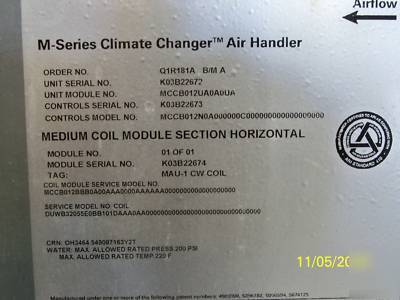 Airflow
M-Series Climate Changer™ Air Handler
ORDER NO. Q1R181A B/M A
UNIT SERIAL NO. K03B22672
UNIT MODULE NO. MCCB012UA0A0UA
CONTROLS SERIAL NO. K03B22673
CONTROLS MODEL NO.
MEDIUM COIL MODULE SECTION HORIZONTAL
MODULE NO. 01 OF 01
MODULE SERIAL NO. K03B22674
TAG: MAU-1 CW COIL
COIL MODULE SERVICE MODEL NO.
SERVICE MODEL NO. COIL
CRN: OH3464 549087163Y2T
WATER: MAX. ALLOWED RATED PRESS 200 PSI
MAX. ALLOWED RATED TEMP. 220 F
11/05/20